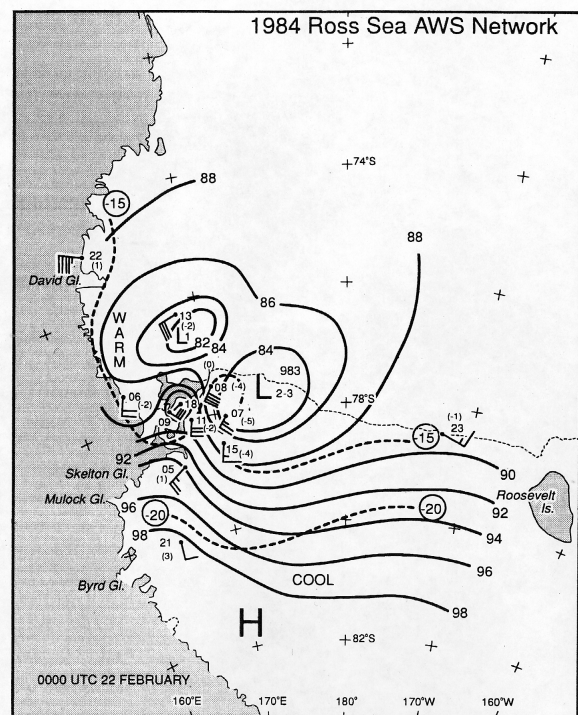 1984 Ross Sea AWS Network
74°S
88
-15
88
22
(1)
David Gl.
86
WARM
13
(-2)
L
1
82
84
84
983
(0)
08
(-4)
L
2-3
78°S
06
(-2)
18
07
(-5)
09
11
(-2)
(-1)
23
-15
15
(-4)
92
90
Skelton Gl.
05
(1)
Roosevelt
Is.
Mulock Gl.
96
-20
-20
92
94
98
21
(3)
96
COOL
Byrd Gl.
98
H
82°S
0000 UTC 22 FEBRUARY
160°E
170°E
180°
170°W
160°W